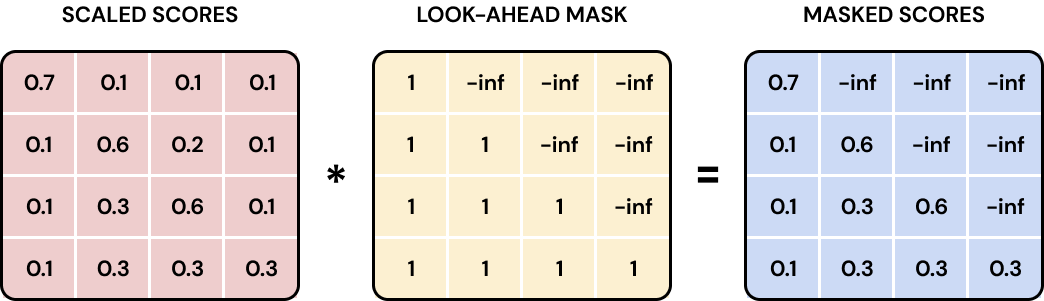 SCALED SCORES LOOK-AHEAD MASK MASKED SCORES
0.7 0.1 0.1 0.1 1 -inf -inf -inf 0.7 -inf -inf -inf
0.1 0.6 0.2 0.1 1 1 -inf -inf 0.1 0.6 -inf -inf
* =
0.1 0.3 0.6 0.1 1 1 1 -inf 0.1 0.3 0.6 -inf
0.1 0.3 0.3 0.3 1 1 1 1 0.1 0.3 0.3 0.3